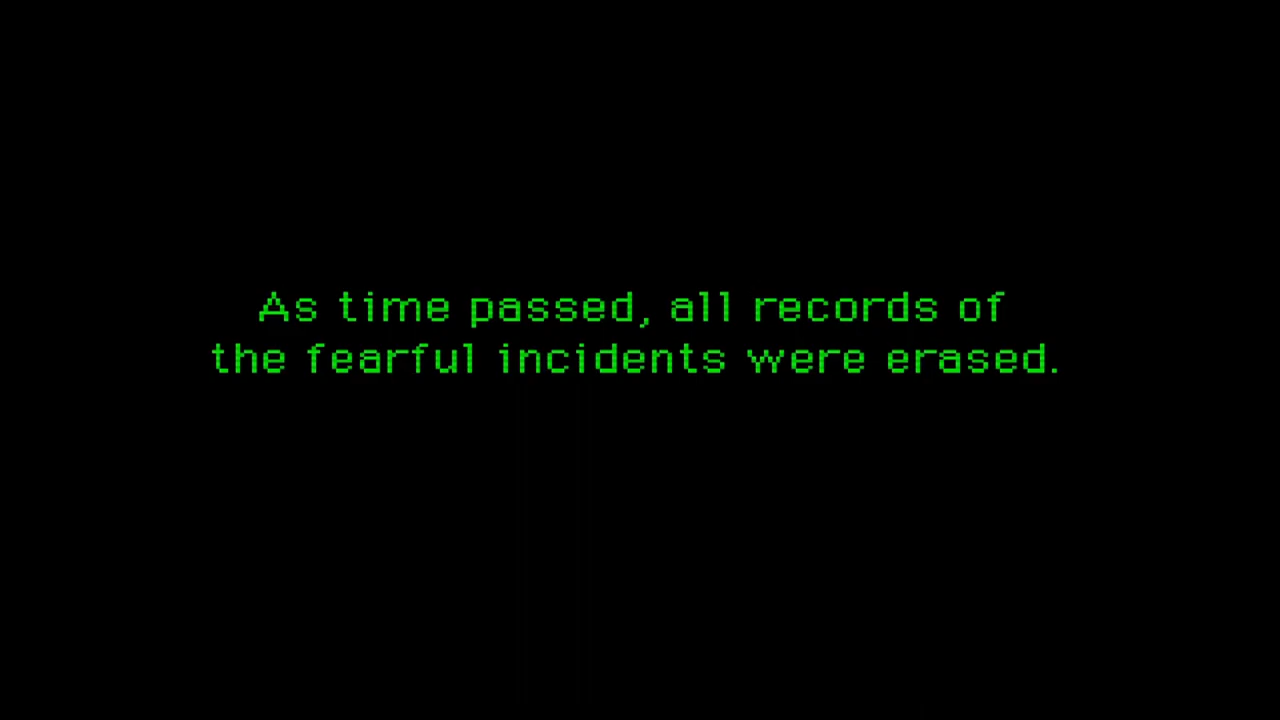 As time passed, all records of
the fearful incidents were erased.